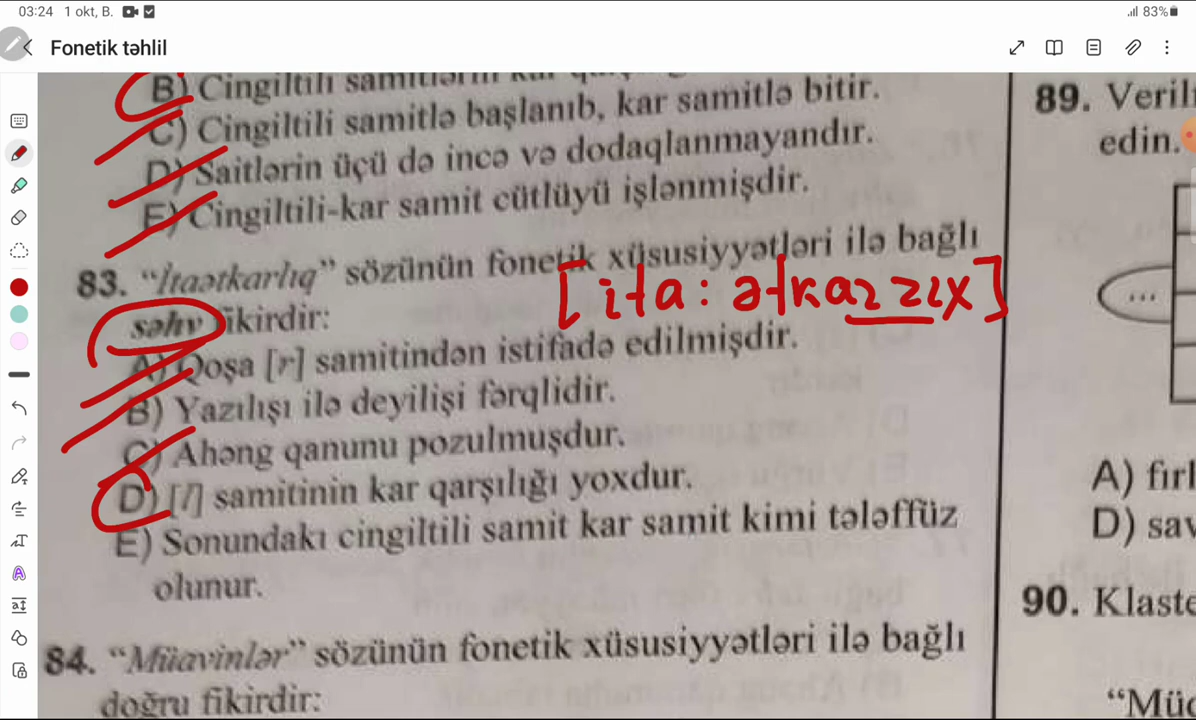 03:24 1 okt, B. 83%
Fonetik təhlil
B) Cingiltili samitlərin kar
C) Cingiltili samitlə başlanıb, kar samitlə bitir.
D) Saitlərin üçü də incə və dodaqlanmayandır.
E) Cingiltili-kar samit cütlüyü işlənmişdir.
83. “İtaətkarlıq” sözünün fonetik xüsusiyyətləri ilə bağlı
səhv fikirdir:
A) Qoşa [r] samitindən istifadə edilmişdir.
B) Yazılışı ilə deyilişi fərqlidir.
C) Ahəng qanunu pozulmuşdur.
D) [l] samitinin kar qarşılığı yoxdur.
E) Sonundakı cingiltili samit kar samit kimi tələffüz
olunur.
84. “Müavinlər” sözünün fonetik xüsusiyyətləri ilə bağlı
doğru fikirdir:
89. Veril
edin.
...
A) fırl
D) sav
90. Klaste
“Müc